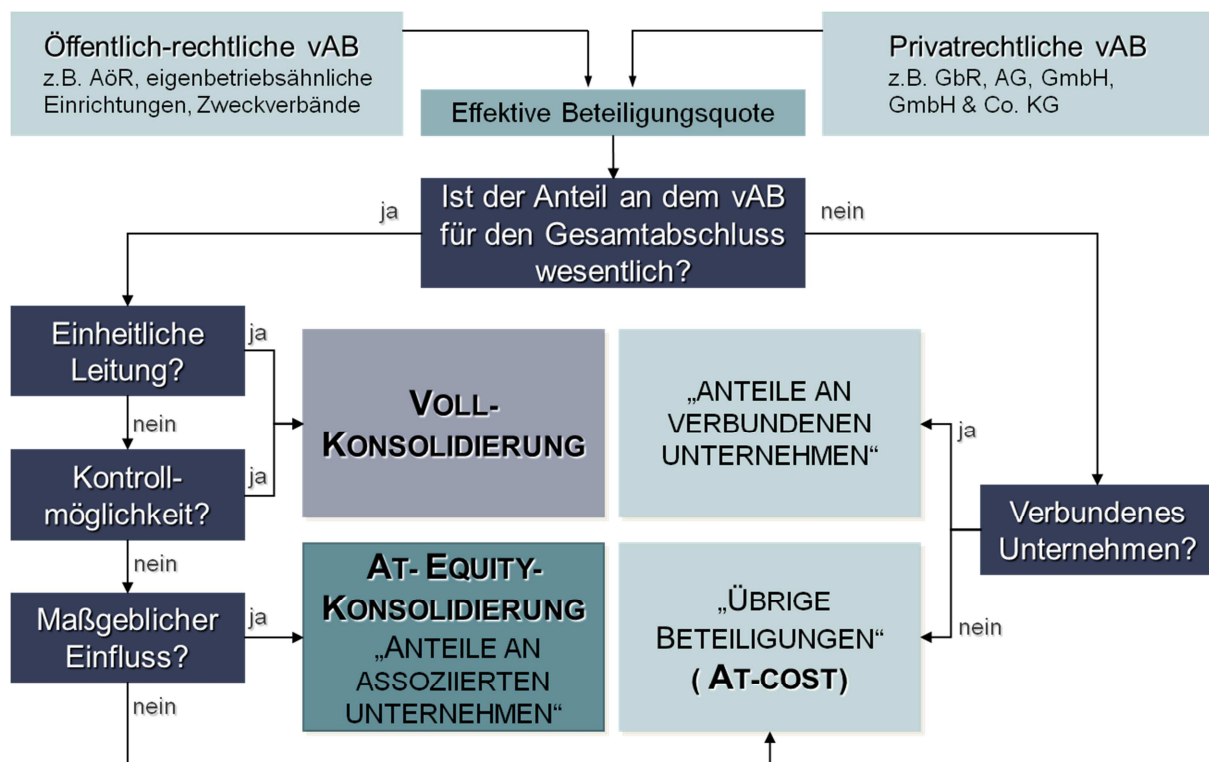 Öffentlich-rechtliche vAB
z.B. AöR, eigenbetriebsähnliche
Einrichtungen, Zweckverbände
Privatrechtliche vAB
z.B. GbR, AG, GmbH,
GmbH & Co. KG
Effektive Beteiligungsquote
Ist der Anteil an dem vAB
für den Gesamtabschluss
wesentlich?
ja
nein
Einheitliche
Leitung?
ja
nein
Kontroll-
möglichkeit?
ja
nein
Maßgeblicher
Einfluss?
ja
nein
VOLL-
KONSOLIDIERUNG
„ANTEILE AN
VERBUNDENEN
UNTERNEHMEN“
AT- EQUITY-
KONSOLIDIERUNG
„ANTEILE AN
ASSOZIIERTEN
UNTERNEHMEN“
„ÜBRIGE
BETEILIGUNGEN“
( AT-COST)
ja
Verbundenes
Unternehmen?
nein